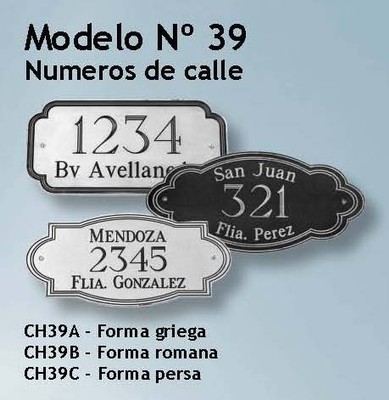 Modelo Nº 39
Numeros de calle
1234
Bv Avellan
San Juan
321
Flia. Perez
MENDOZA
2345
FLIA. GONZALEZ
CH39A - Forma griega
CH39B - Forma romana
CH39C - Forma persa